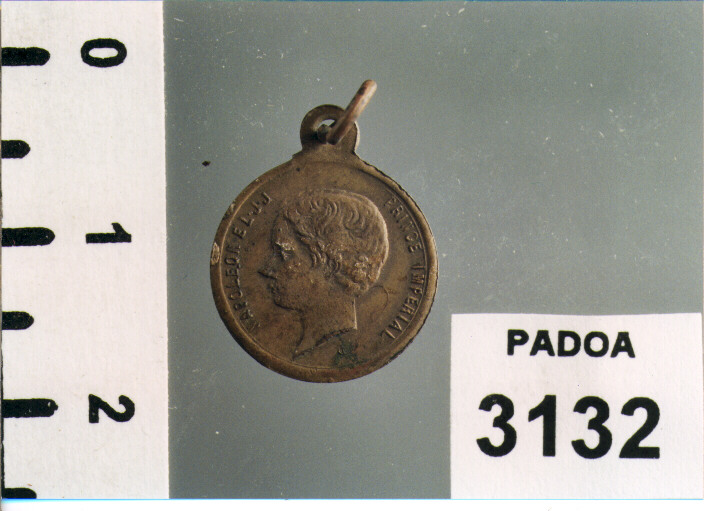 0
1
2
NAPOLEON E L J J
PRINCE IMPERIAL
PADOA
3132